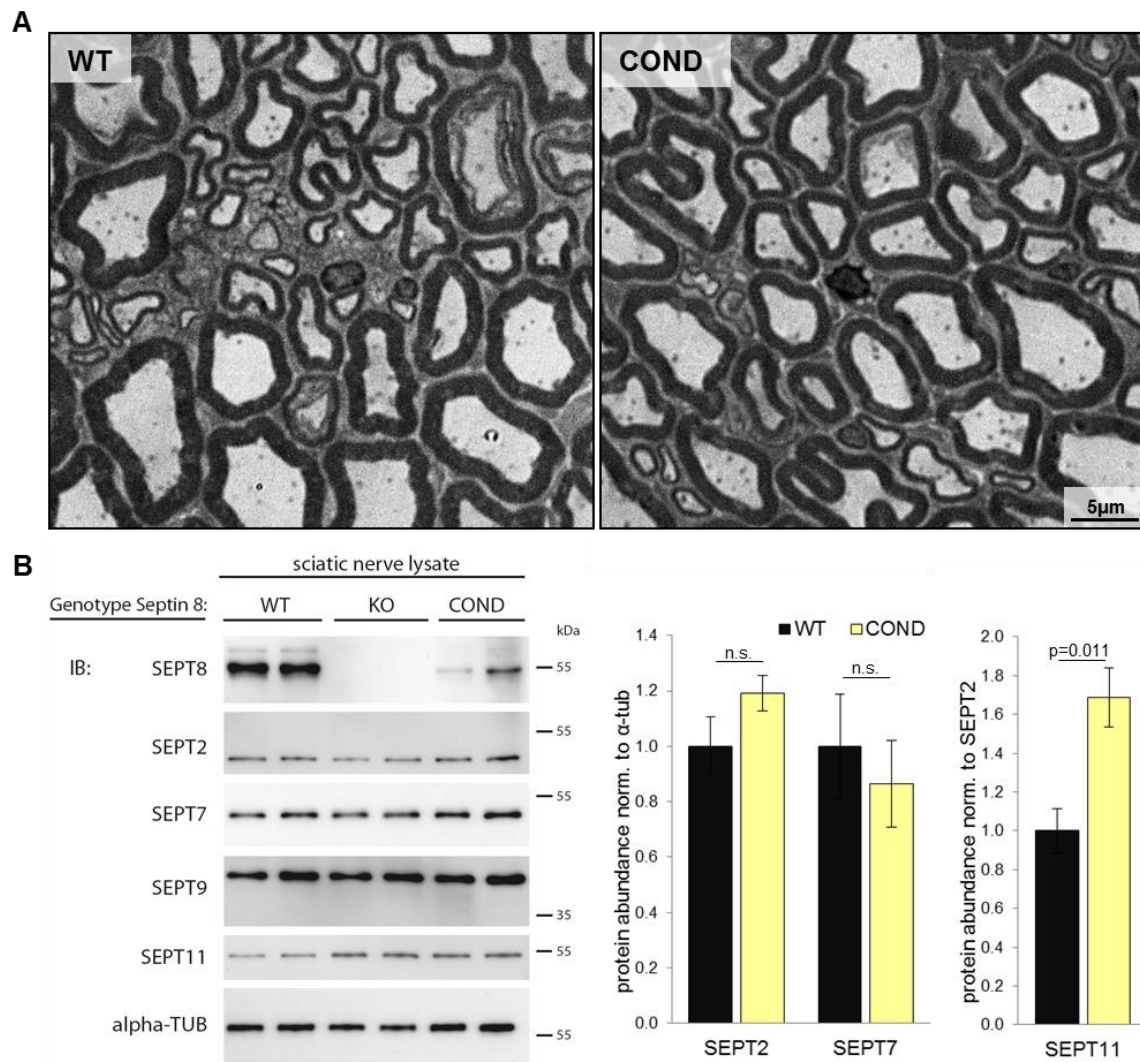 A
WT
COND
5μm
B
sciatic nerve lysate
Genotype Septin 8:
WT KO COND
kDa
IB: SEPT8
55
SEPT2
55
SEPT7
55
SEPT9
35
SEPT11
55
alpha-TUB
55
protein abundance norm. to α-tub
1.4
1.2
1.0
0.8
0.6
0.4
0.2
0.0
WT COND
n.s.
n.s.
SEPT2 SEPT7
protein abundance norm. to SEPT2
2.0
1.8
1.6
1.4
1.2
1.0
0.8
0.6
0.4
0.2
0.0
p=0.011
SEPT11